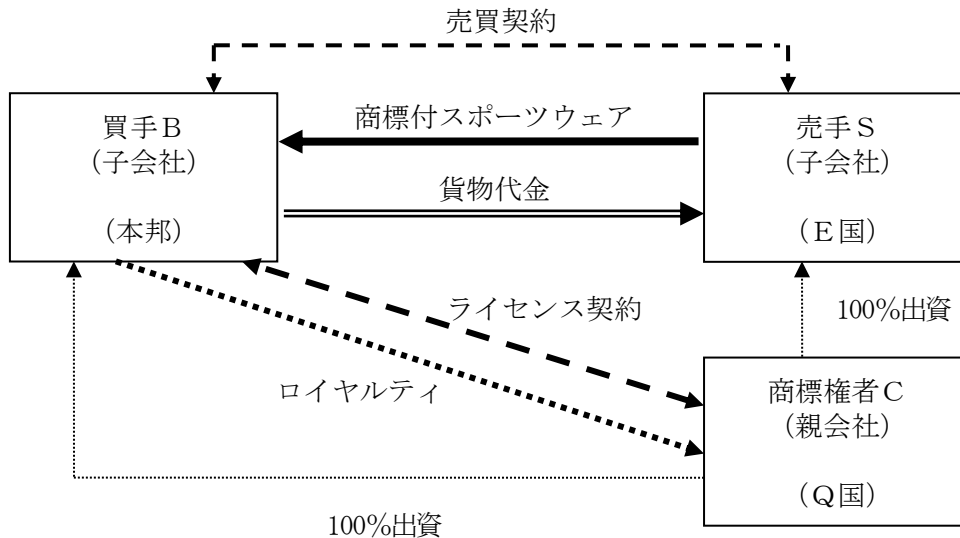 売買契約
買手Ｂ
（子会社）
（本邦）
商標付スポーツウェア
貨物代金
売手Ｓ
（子会社）
（Ｅ国）
ライセンス契約
ロイヤルティ
100％出資
商標権者Ｃ
（親会社）
（Ｑ国）
100％出資